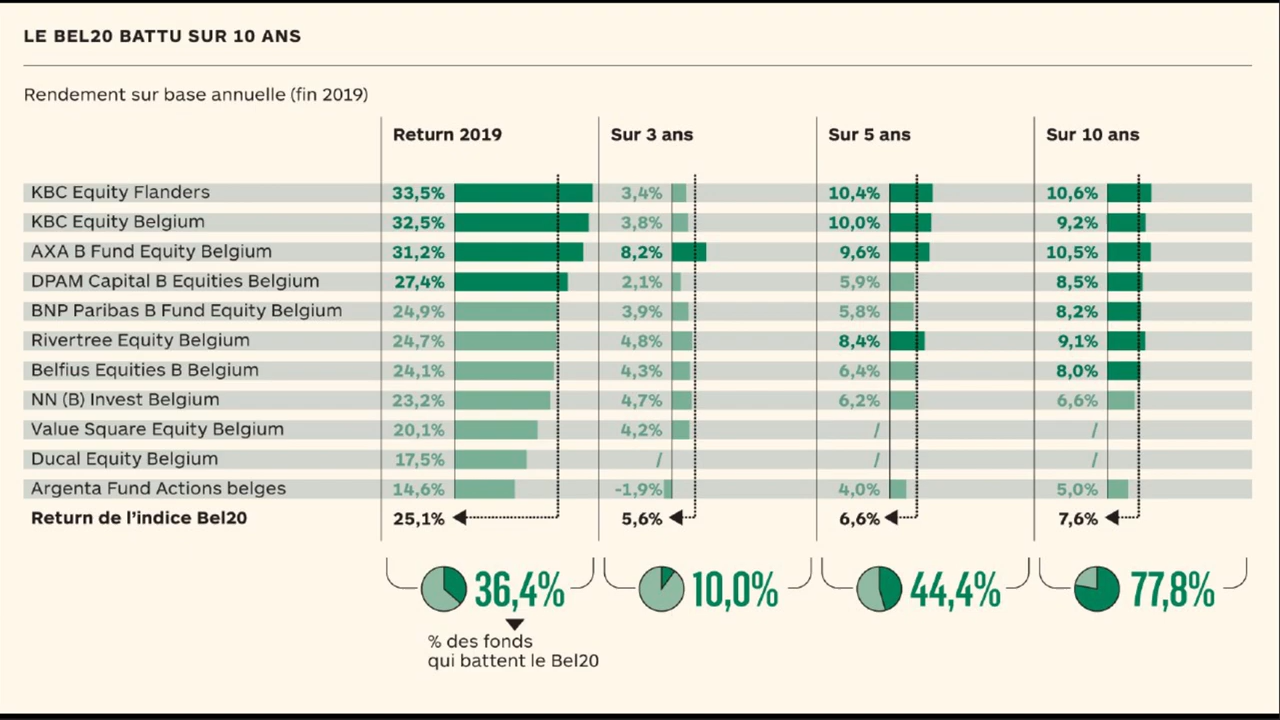 LE BEL20 BATTU SUR 10 ANS
Rendement sur base annuelle (fin 2019)
Return 2019 Sur 3 ans Sur 5 ans Sur 10 ans
KBC Equity Flanders 33,5% 3,4% 10,4% 10,6%
KBC Equity Belgium 32,5% 3,8% 10,0% 9,2%
AXA B Fund Equity Belgium 31,2% 8,2% 9,6% 10,5%
DPAM Capital B Equities Belgium 27,4% 2,1% 5,9% 8,5%
BNP Paribas B Fund Equity Belgium 24,9% 3,9% 5,8% 8,2%
Rivertree Equity Belgium 24,7% 4,8% 8,4% 9,1%
Belfius Equities B Belgium 24,1% 4,3% 6,4% 8,0%
NN (B) Invest Belgium 23,2% 4,7% 6,2% 6,6%
Value Square Equity Belgium 20,1% 4,2% / /
Ducal Equity Belgium 17,5% / / /
Argenta Fund Actions belges 14,6% -1,9% 4,0% 5,0%
Return de l’indice Bel20 25,1% 5,6% 6,6% 7,6%
36,4% 10,0% 44,4% 77,8%
% des fonds
qui battent le Bel20